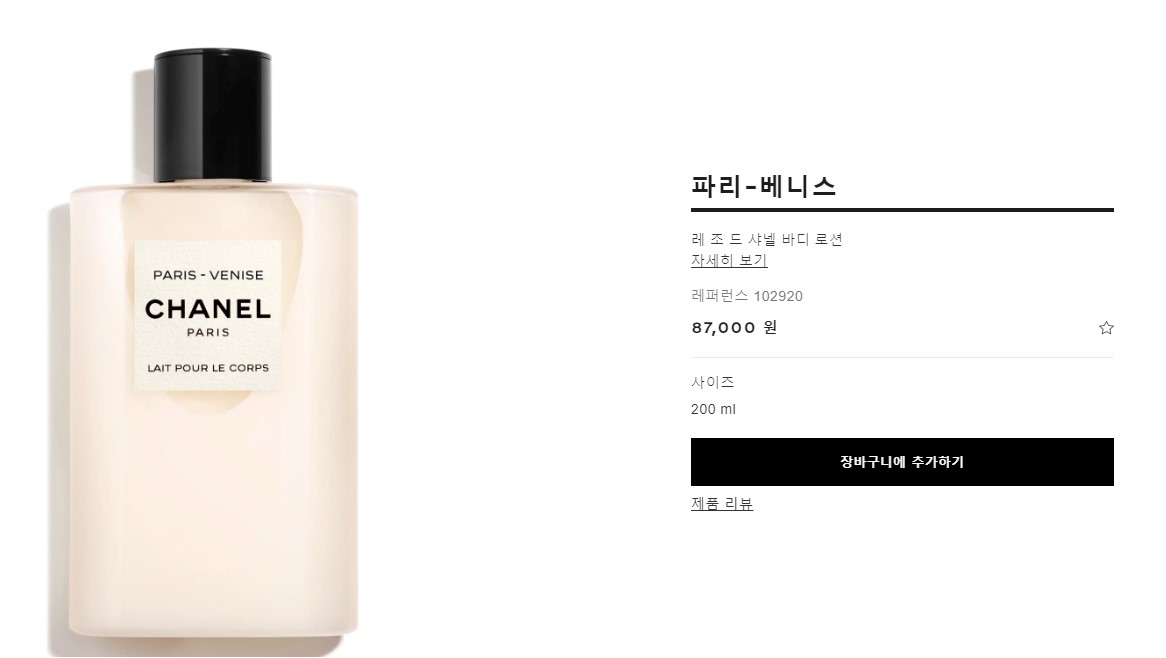 PARIS - VENISE
CHANEL
PARIS
LAIT POUR LE CORPS
파리-베니스
레 조 드 샤넬 바디 로션
자세히 보기
레퍼런스 102920
87,000 원
사이즈
200 ml
장바구니에 추가하기
제품 리뷰